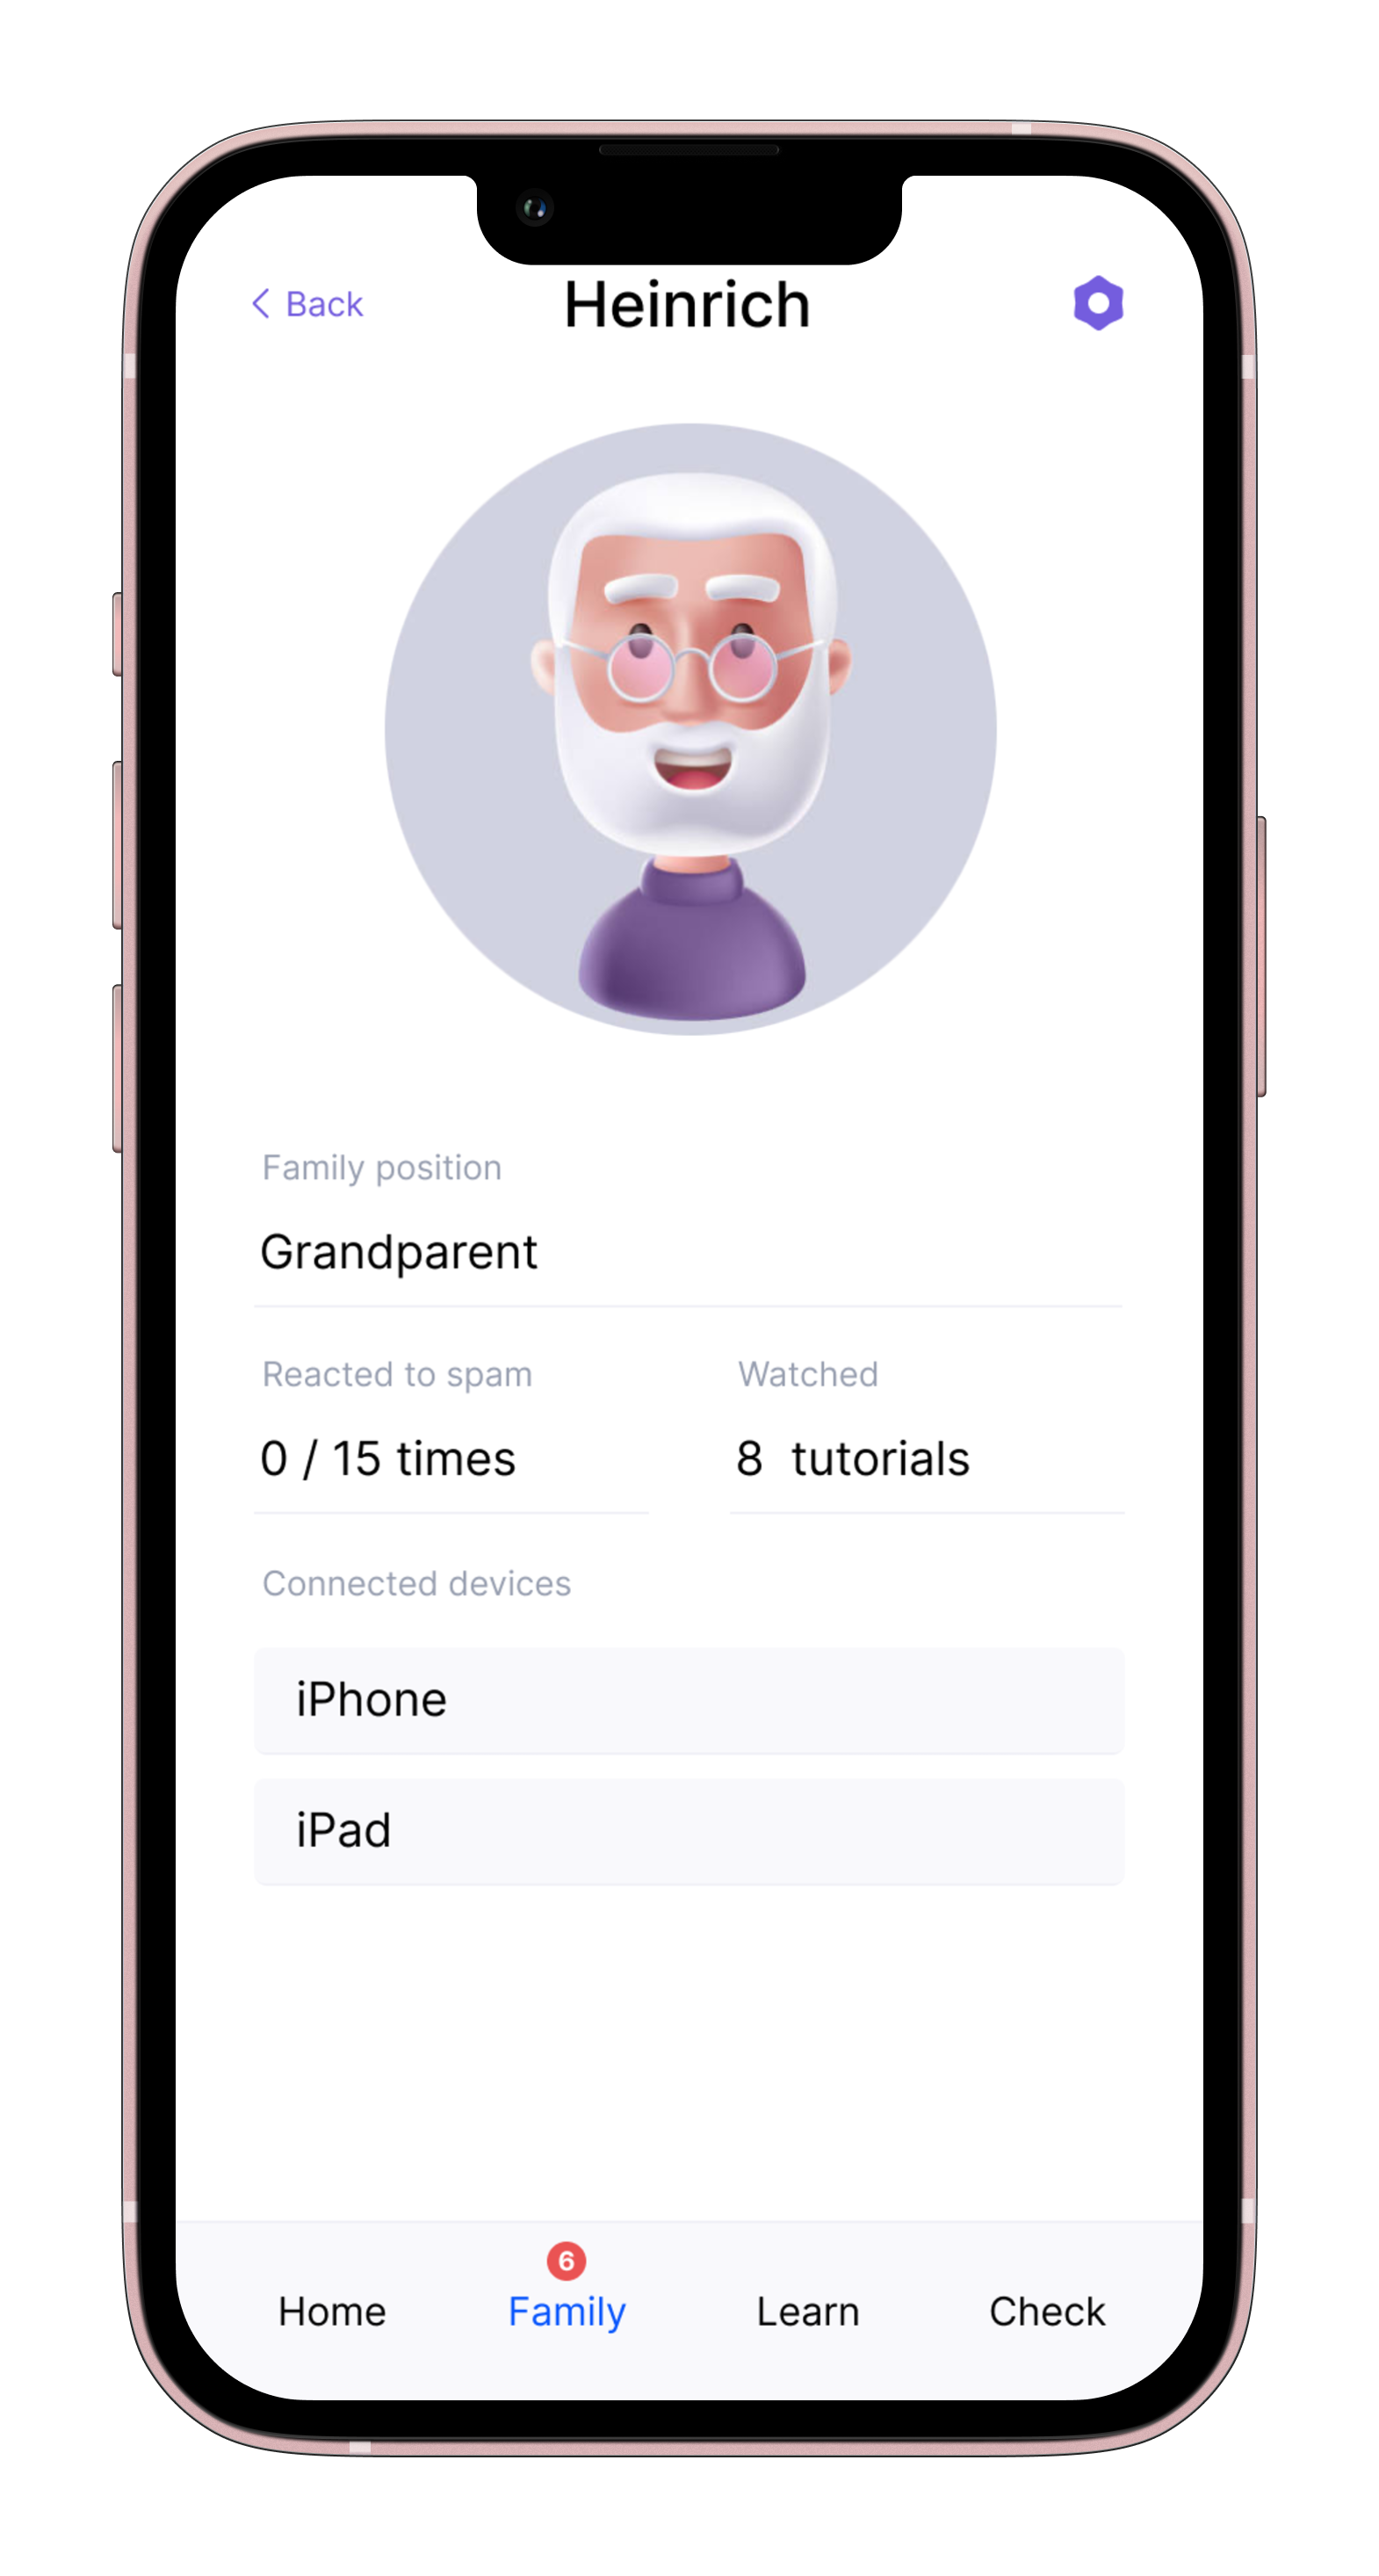 Back
Heinrich
Family position
Grandparent
Reacted to spam
Watched
0 / 15 times
8 tutorials
Connected devices
iPhone
iPad
6
Home
Family
Learn
Check